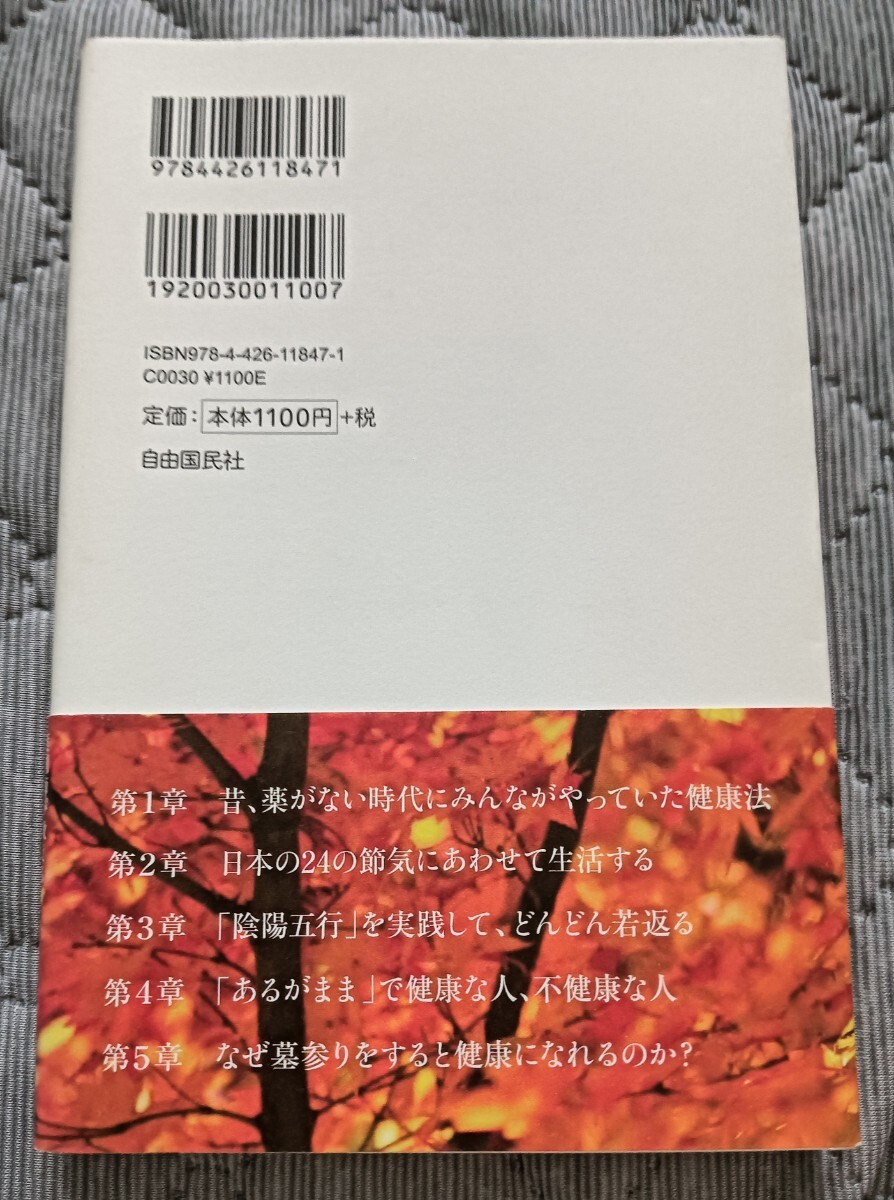 9784426118471
1920030011007
ISBN978-4-426-11847-1
C0030 ¥1100E
定価：本体1100円+税
自由国民社
第1章 昔、薬がない時代にみんながやっていた健康法
第2章 日本の24の節気にあわせて生活する
第3章 「陰陽五行」を実践して、どんどん若返る
第4章 「あるがまま」で健康な人、不健康な人
第5章 なぜ墓参りをすると健康になれるのか?